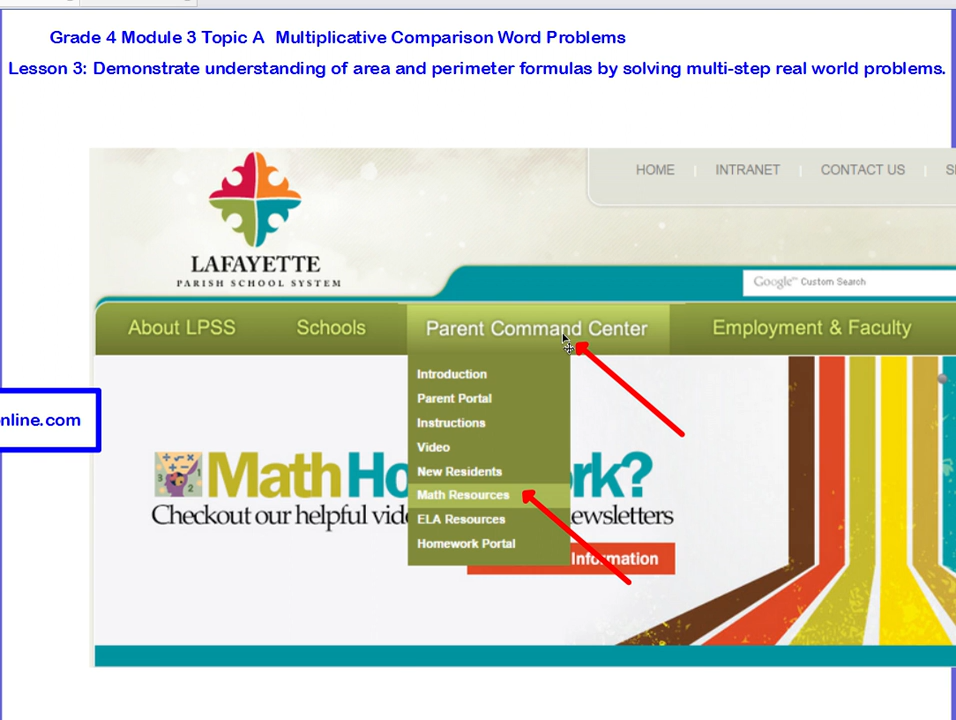 Grade 4 Module 3 Topic A Multiplicative Comparison Word Problems
Lesson 3: Demonstrate understanding of area and perimeter formulas by solving multi-step real world problems.
HOME INTRANET CONTACT US
LAFAYETTE
PARISH SCHOOL SYSTEM
Google™ Custom Search
About LPSS Schools Parent Command Center Employment & Faculty
Introduction
Parent Portal
nline.com
Instructions
Video
New Residents
Math Resources
ELA Resources
Homework Portal
Math Ho rk?
Checkout our helpful vid ewsletters
Information